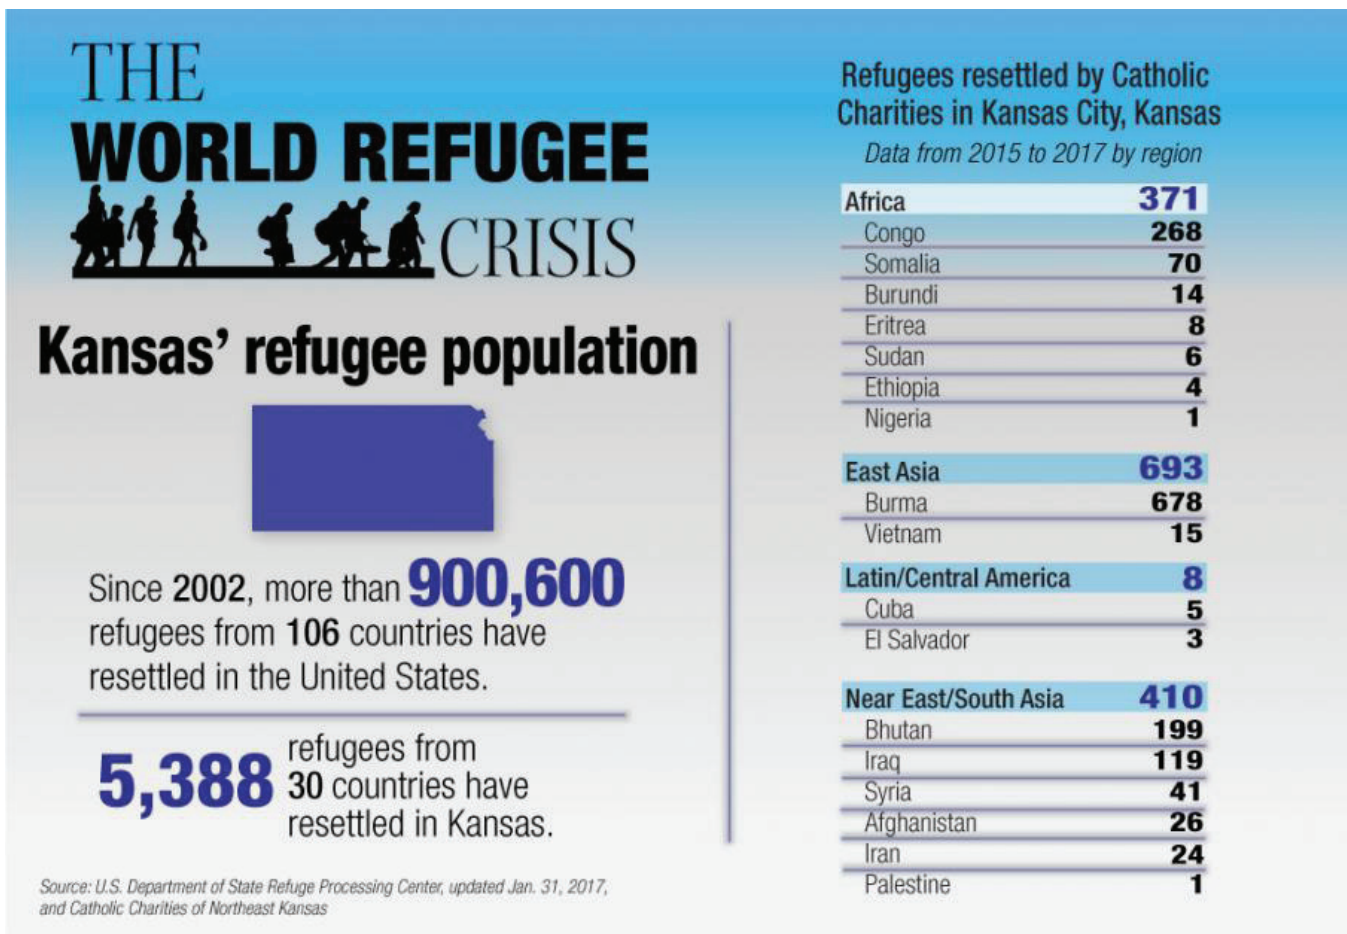 THE
WORLD REFUGEE
CRISIS
Kansas' refugee population
Since 2002, more than 900,600
refugees from 106 countries have
resettled in the United States.
5,388 refugees from
30 countries have
resettled in Kansas.
Source: U.S. Department of State Refuge Processing Center, updated Jan. 31, 2017,
and Catholic Charities of Northeast Kansas
Refugees resettled by Catholic
Charities in Kansas City, Kansas
Data from 2015 to 2017 by region
Africa 371
Congo 268
Somalia 70
Burundi 14
Eritrea 8
Sudan 6
Ethiopia 4
Nigeria 1
East Asia 693
Burma 678
Vietnam 15
Latin/Central America 8
Cuba 5
El Salvador 3
Near East/South Asia 410
Bhutan 199
Iraq 119
Syria 41
Afghanistan 26
Iran 24
Palestine 1